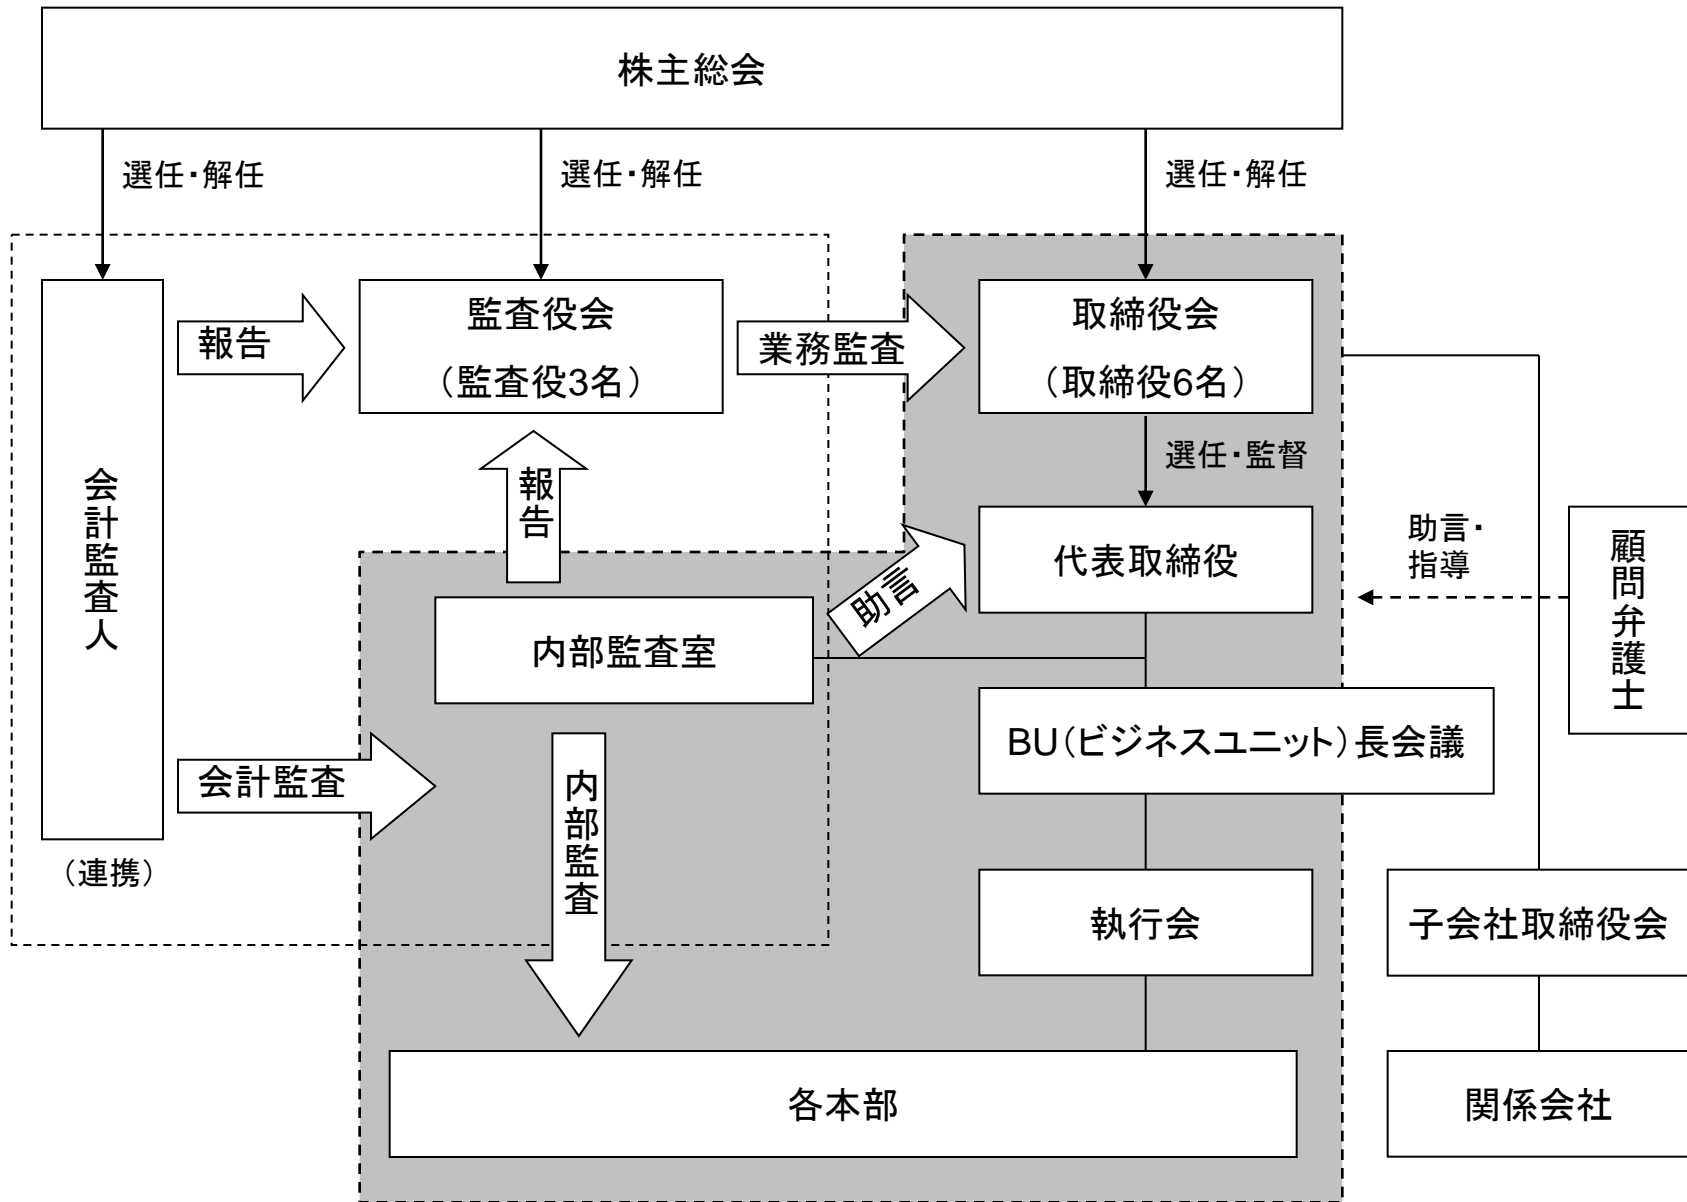 株主総会
選任・解任
選任・解任
選任・解任
会計監査人
報告
監査役会
（監査役3名）
業務監査
取締役会
（取締役6名）
選任・監督
報告
代表取締役
助言
助言・
指導
顧問弁護士
内部監査室
BU（ビジネスユニット）長会議
会計監査
内部監査
（連携）
執行会
子会社取締役会
各本部
関係会社